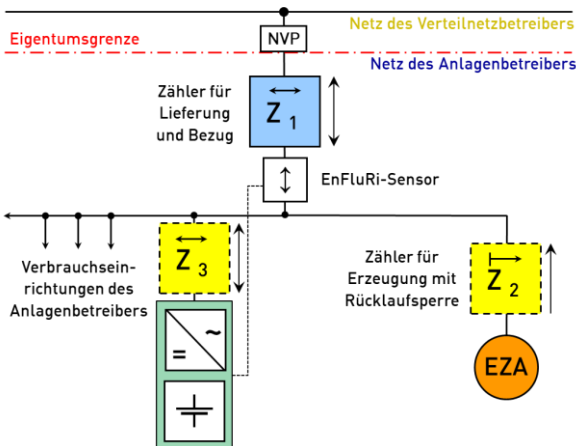 Netz des Verteilnetzbetreibers
Eigentumsgrenze
NVP
Netz des Anlagenbetreibers
Zähler für
Lieferung
und Bezug
Z 1
EnFluRi-Sensor
Verbrauchsein-
richtungen des
Anlagenbetreibers
Z 3
Zähler für
Erzeugung mit
Rücklaufsperre
Z 2
EZA